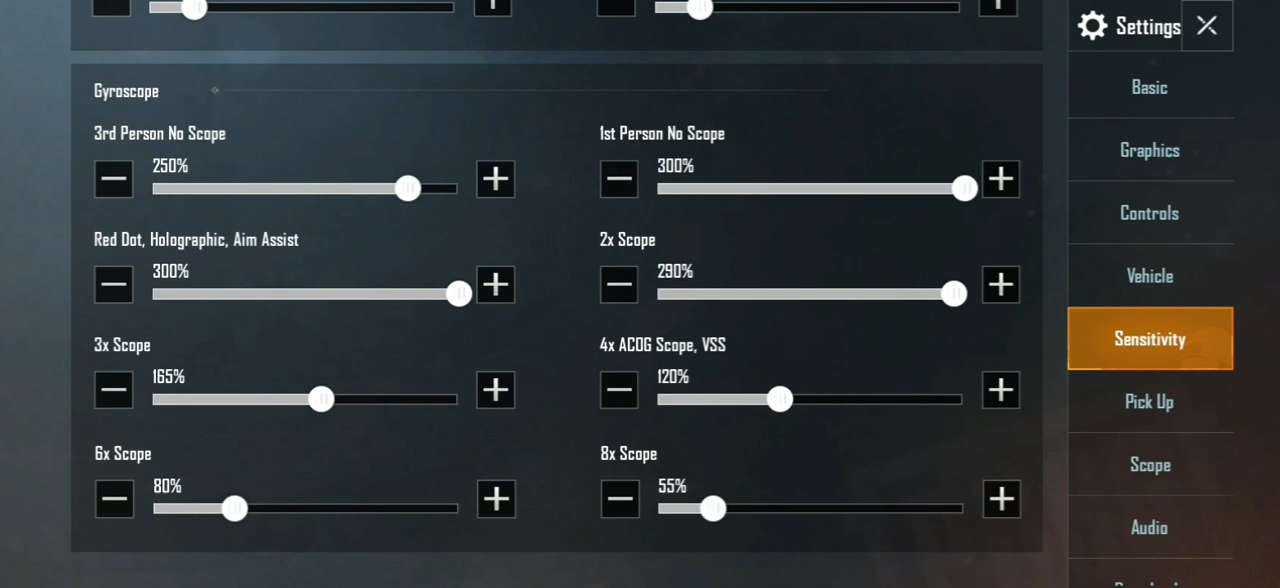 Settings
Gyroscope
3rd Person No Scope
250%
1st Person No Scope
300%
Red Dot, Holographic, Aim Assist
300%
2x Scope
290%
3x Scope
165%
4x ACOG Scope, VSS
120%
6x Scope
80%
8x Scope
55%
Basic
Graphics
Controls
Vehicle
Sensitivity
Pick Up
Scope
Audio